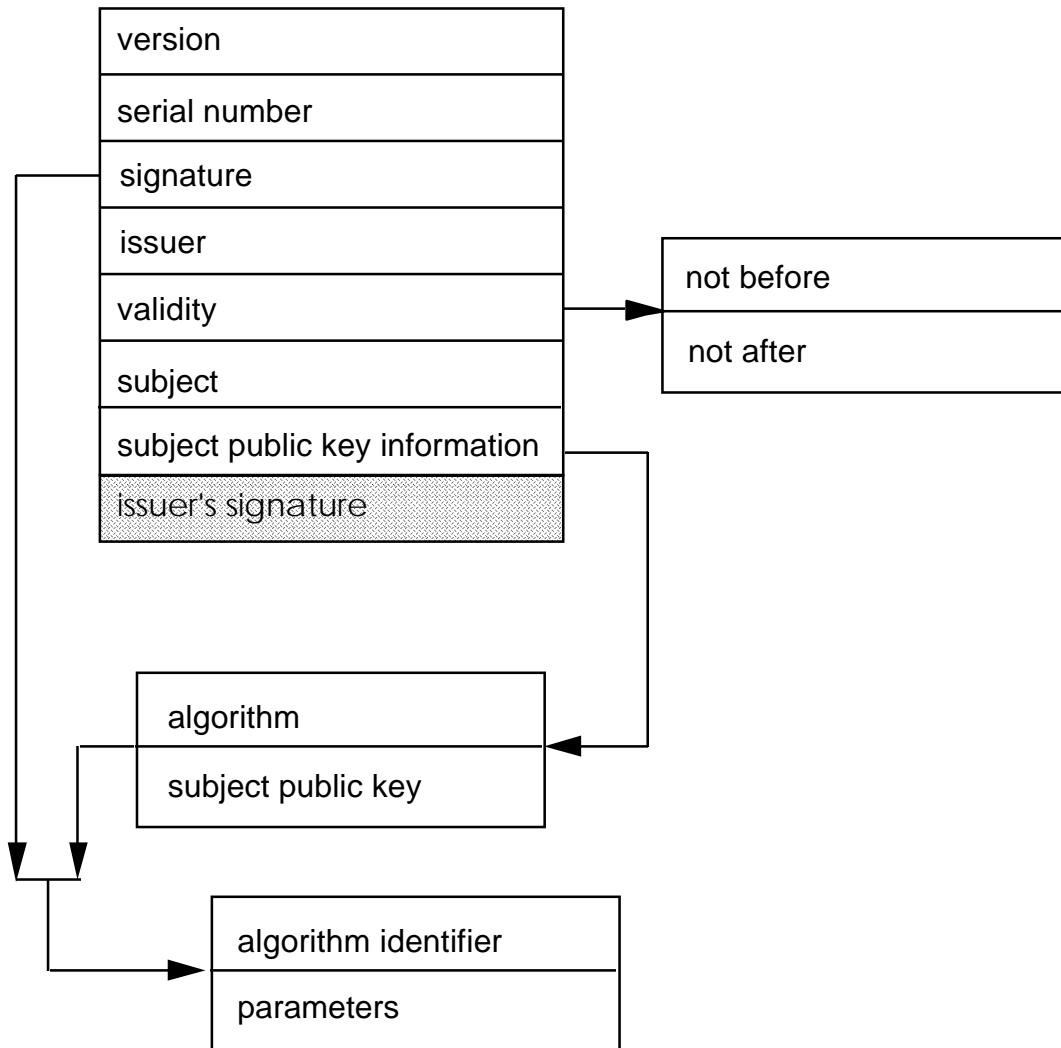 version
serial number
signature
issuer
validity
subject
subject public key information
issuer's signature
not before
not after
algorithm
subject public key
algorithm identifier
parameters